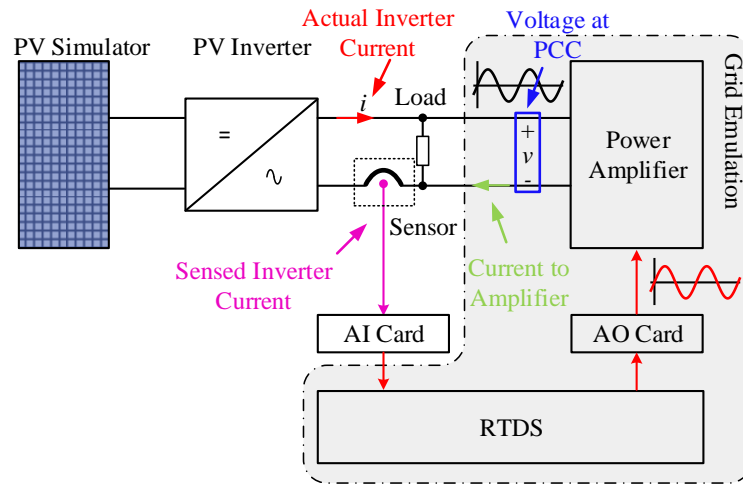 PV Simulator
PV Inverter
Actual Inverter
Current
Voltage at
PCC
Grid Emulation
i
Load
=
∿
+
v
-
Power
Amplifier
Sensor
Sensed Inverter
Current
Current to
Amplifier
AI Card
AO Card
RTDS